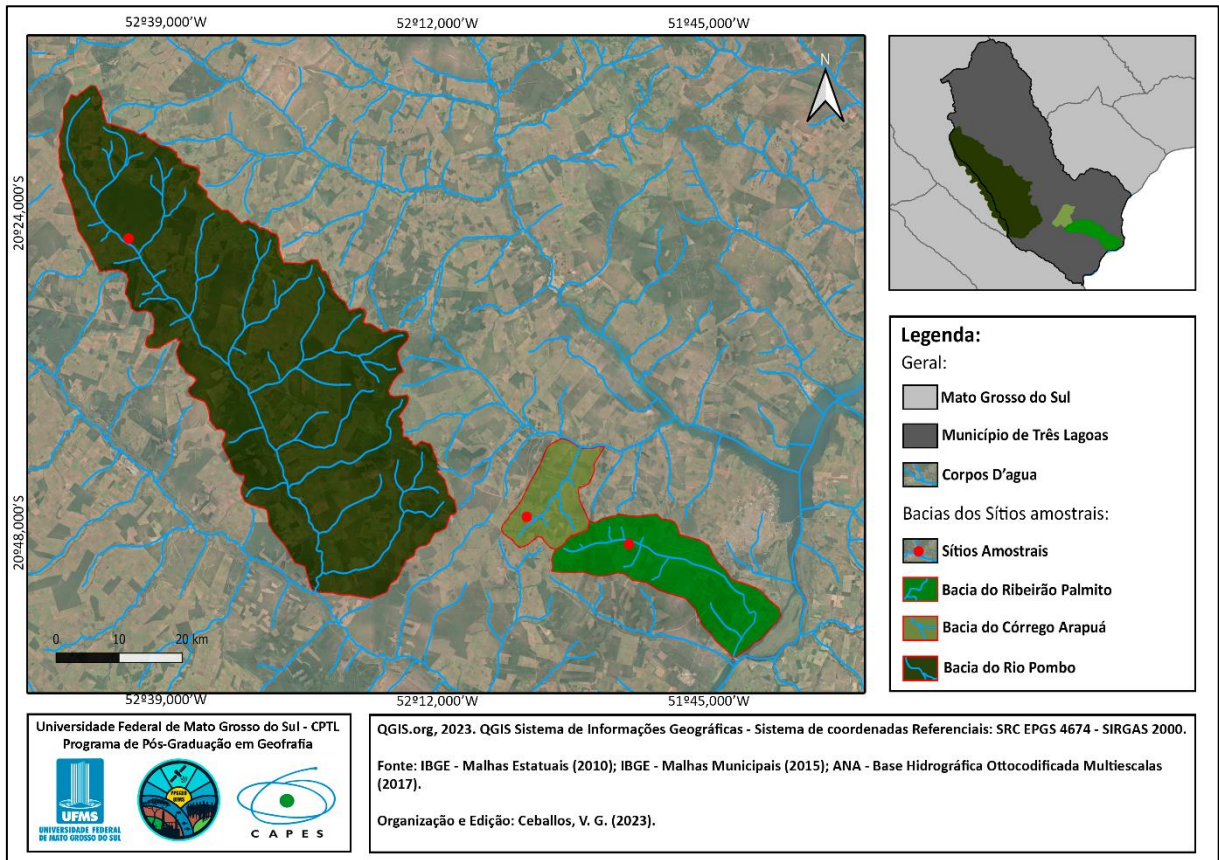 52º39,000’W
52º12,000’W
51º45,000’W
N
20º24,000’S
20º48,000’S
0
10
20 km
52º39,000’W
52º12,000’W
51º45,000’W
Legenda:
Geral:
Mato Grosso do Sul
Município de Três Lagoas
Corpos D’agua
Bacias dos Sítios amostrais:
Sítios Amostrais
Bacia do Ribeirão Palmito
Bacia do Córrego Arapuá
Bacia do Rio Pombo
Universidade Federal de Mato Grosso do Sul - CPTL
Programa de Pós-Graduação em Geofrafia
UFMS
UNIVERSIDADE FEDERAL
DE MATO GROSSO DO SUL
PPGGEO
UFMS
CAPES
QGIS.org, 2023. QGIS Sistema de Informações Geográficas - Sistema de coordenadas Referenciais: SRC EPGS 4674 - SIRGAS 2000.
Fonte: IBGE - Malhas Estatuais (2010); IBGE - Malhas Municipais (2015); ANA - Base Hidrográfica Ottocodificada Multiescalas
(2017).
Organização e Edição: Ceballos, V. G. (2023).